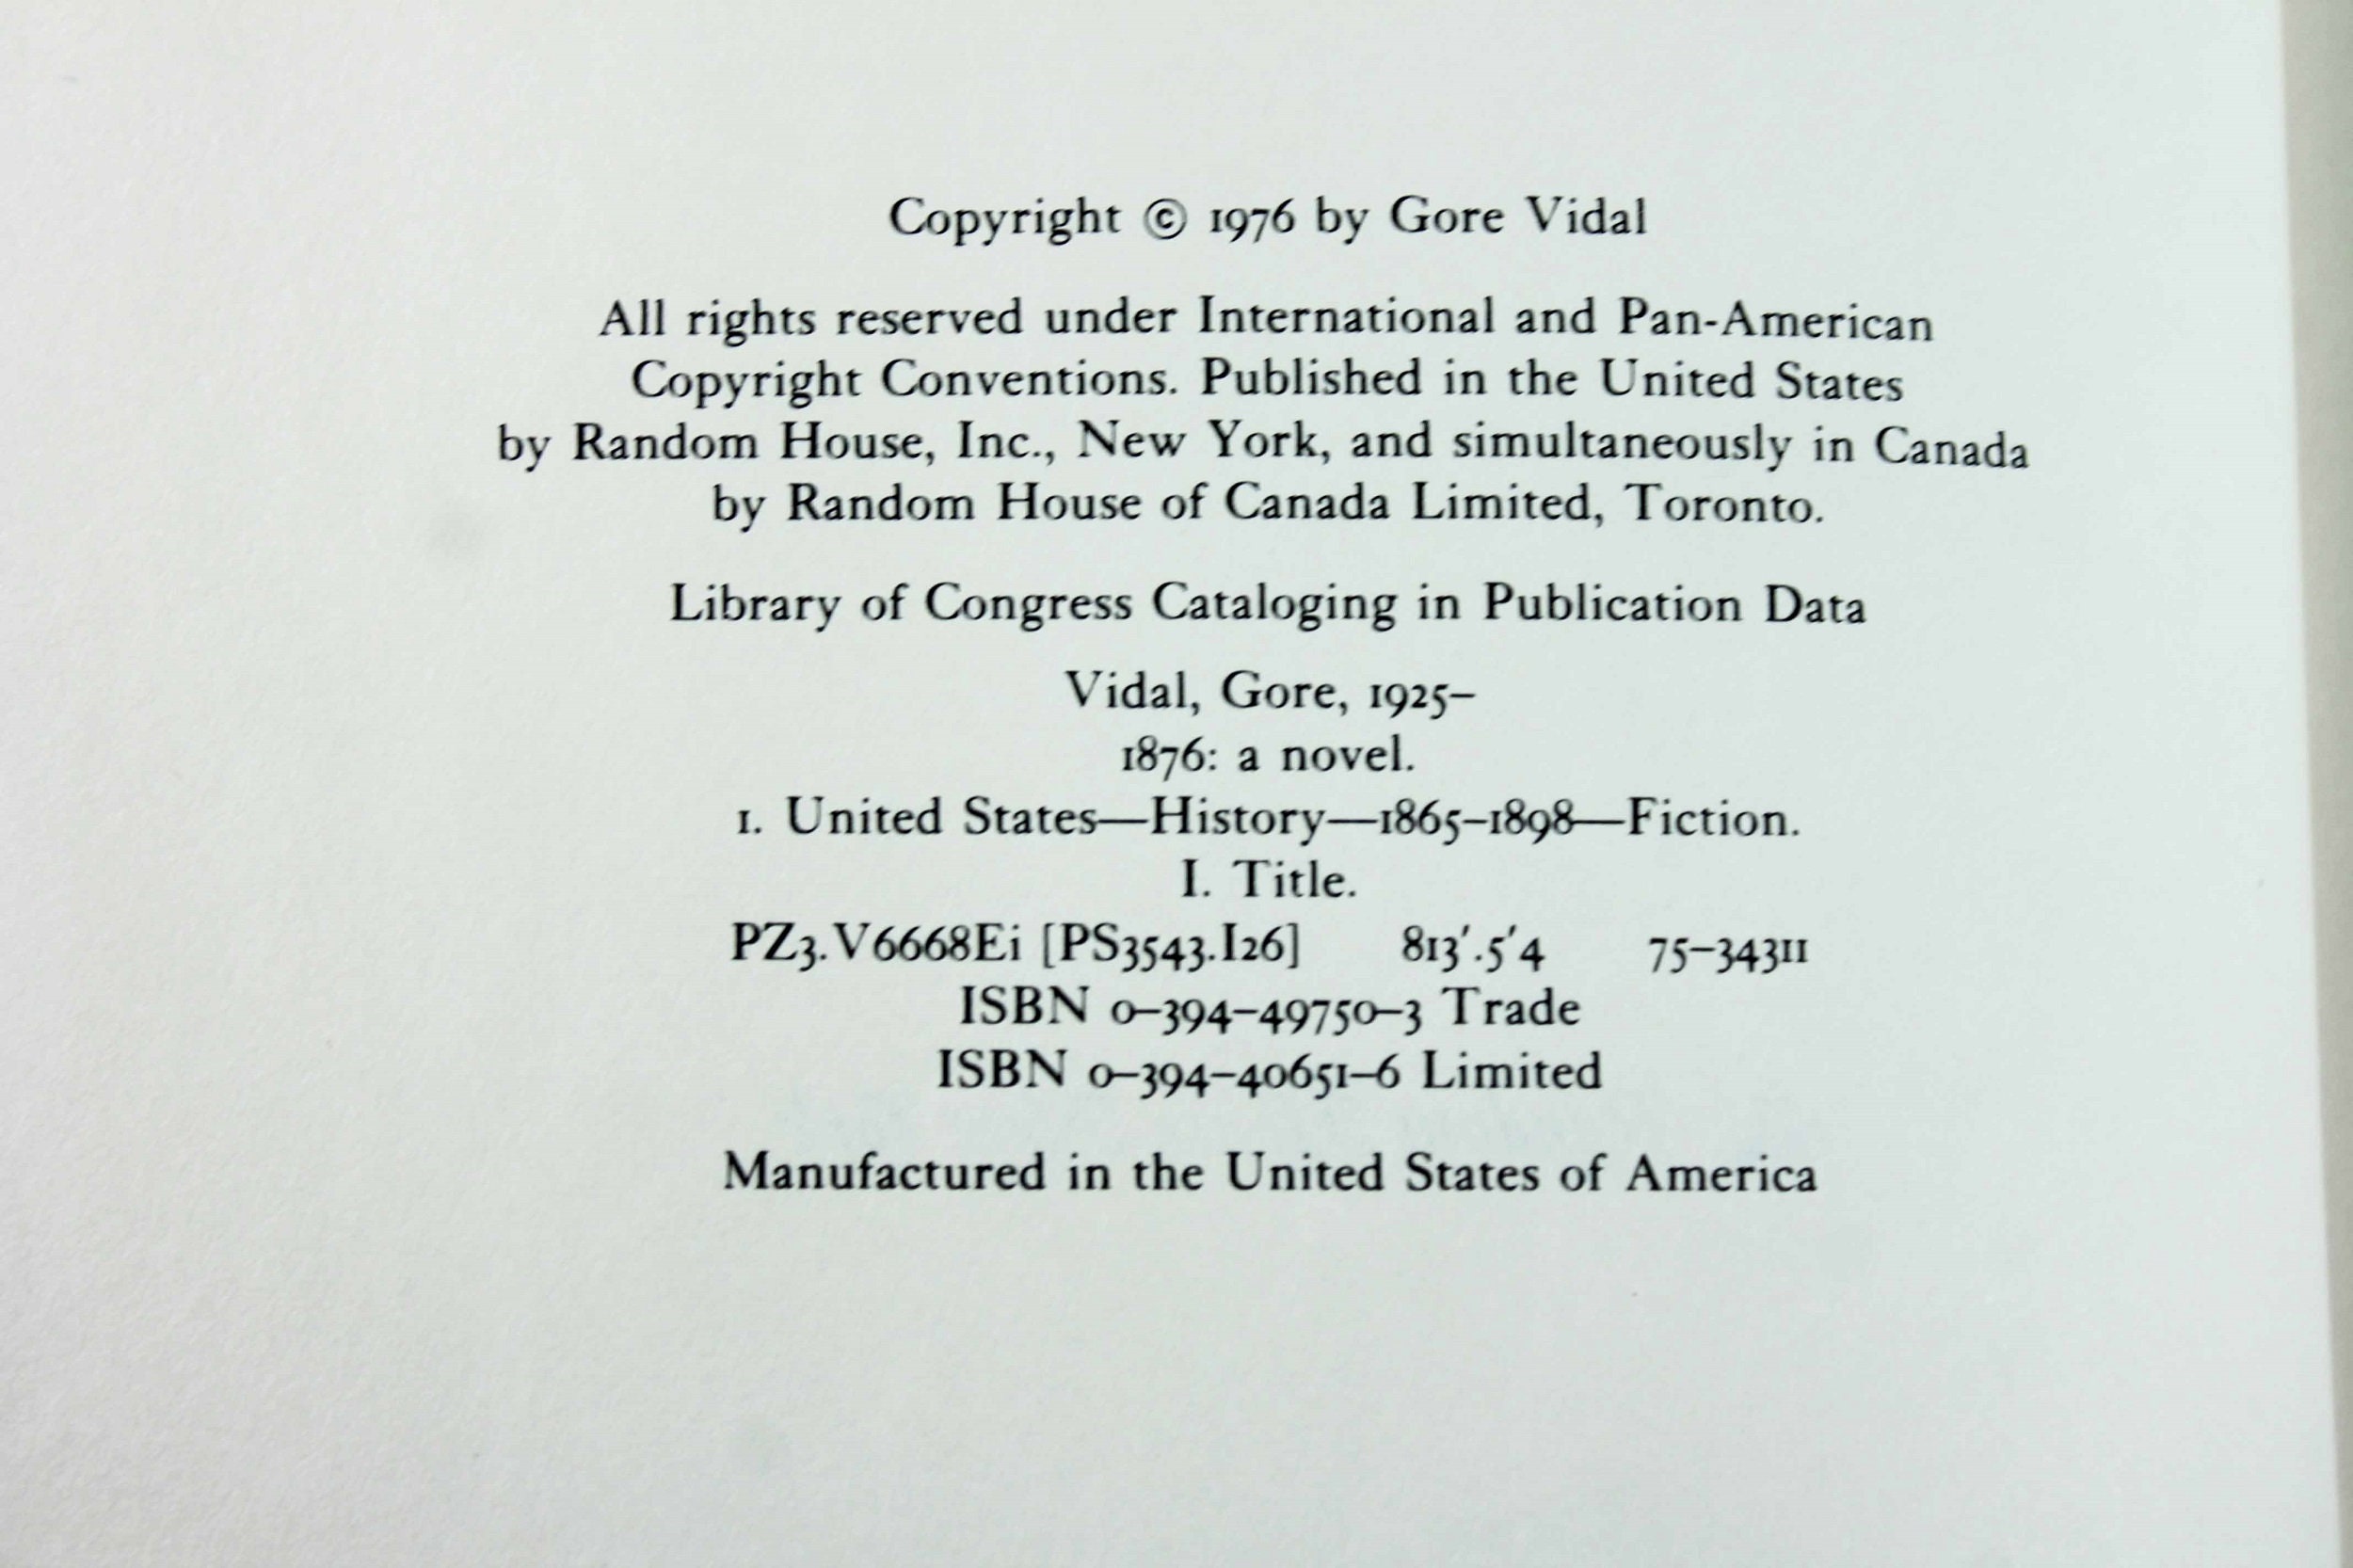 Copyright © 1976 by Gore Vidal
All rights reserved under International and Pan-American
Copyright Conventions. Published in the United States
by Random House, Inc., New York, and simultaneously in Canada
by Random House of Canada Limited, Toronto.
Library of Congress Cataloging in Publication Data
Vidal, Gore, 1925–
1876: a novel.
1. United States—History—1865–1898—Fiction.
I. Title.
PZ3.V6668Ei [PS3543.I26] 813′.5′4 75–34311
ISBN 0–394–49750–3 Trade
ISBN 0–394–40651–6 Limited
Manufactured in the United States of America